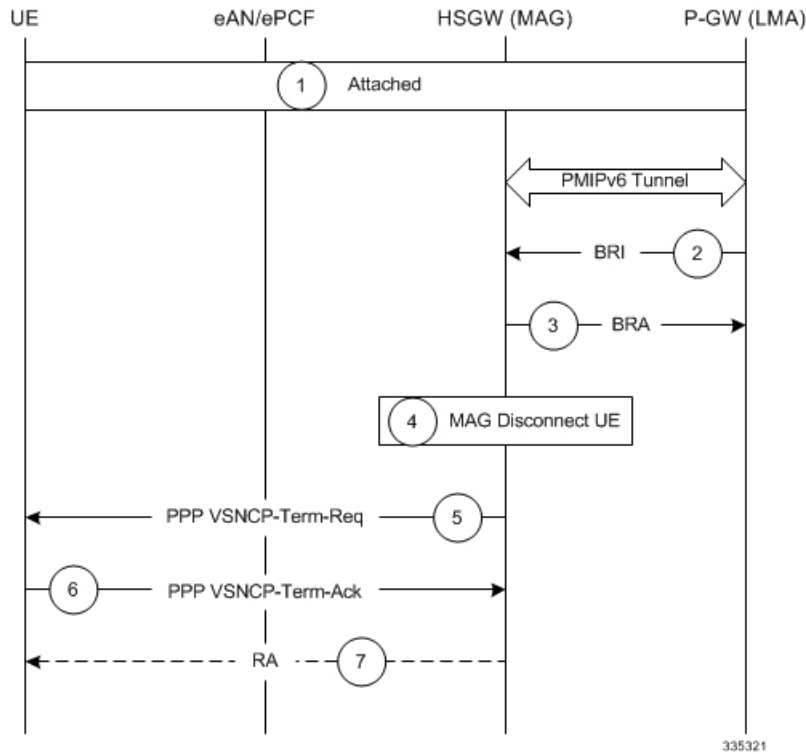 UE eAN/ePCF HSGW (MAG) P-GW (LMA)
1 Attached
PMIPv6 Tunnel
BRI 2
3 BRA
4 MAG Disconnect UE
PPP VSNCP-Term-Req 5
6 PPP VSNCP-Term-Ack
RA 7
335321